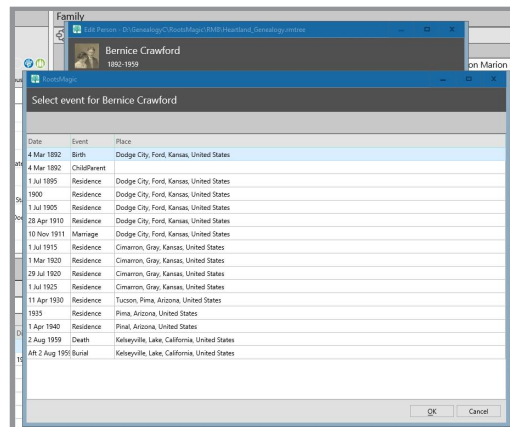 Family
Edit Person - D:\GenealogyC\RootsMagic\RM8\Heartland_Genealogy.rmtree
Bernice Crawford
1892-1959
on Marion
RootsMagic
Select event for Bernice Crawford
Date Event Place
4 Mar 1892 Birth Dodge City, Ford, Kansas, United States
4 Mar 1892 ChildParent
1 Jul 1895 Residence Dodge City, Ford, Kansas, United States
1900 Residence Dodge City, Ford, Kansas, United States
1 Jul 1905 Residence Dodge City, Ford, Kansas, United States
28 Apr 1910 Residence Dodge City, Ford, Kansas, United States
10 Nov 1911 Marriage Dodge City, Ford, Kansas, United States
1 Jul 1915 Residence Cimarron, Gray, Kansas, United States
1 Mar 1920 Residence Cimarron, Gray, Kansas, United States
29 Jul 1920 Residence Cimarron, Gray, Kansas, United States
1 Jul 1925 Residence Cimarron, Gray, Kansas, United States
11 Apr 1930 Residence Tucson, Pima, Arizona, United States
1935 Residence Pima, Arizona, United States
1 Apr 1940 Residence Pinal, Arizona, United States
2 Aug 1959 Death Kelseyville, Lake, California, United States
Aft 2 Aug 1959 Burial Kelseyville, Lake, California, United States
OK Cancel